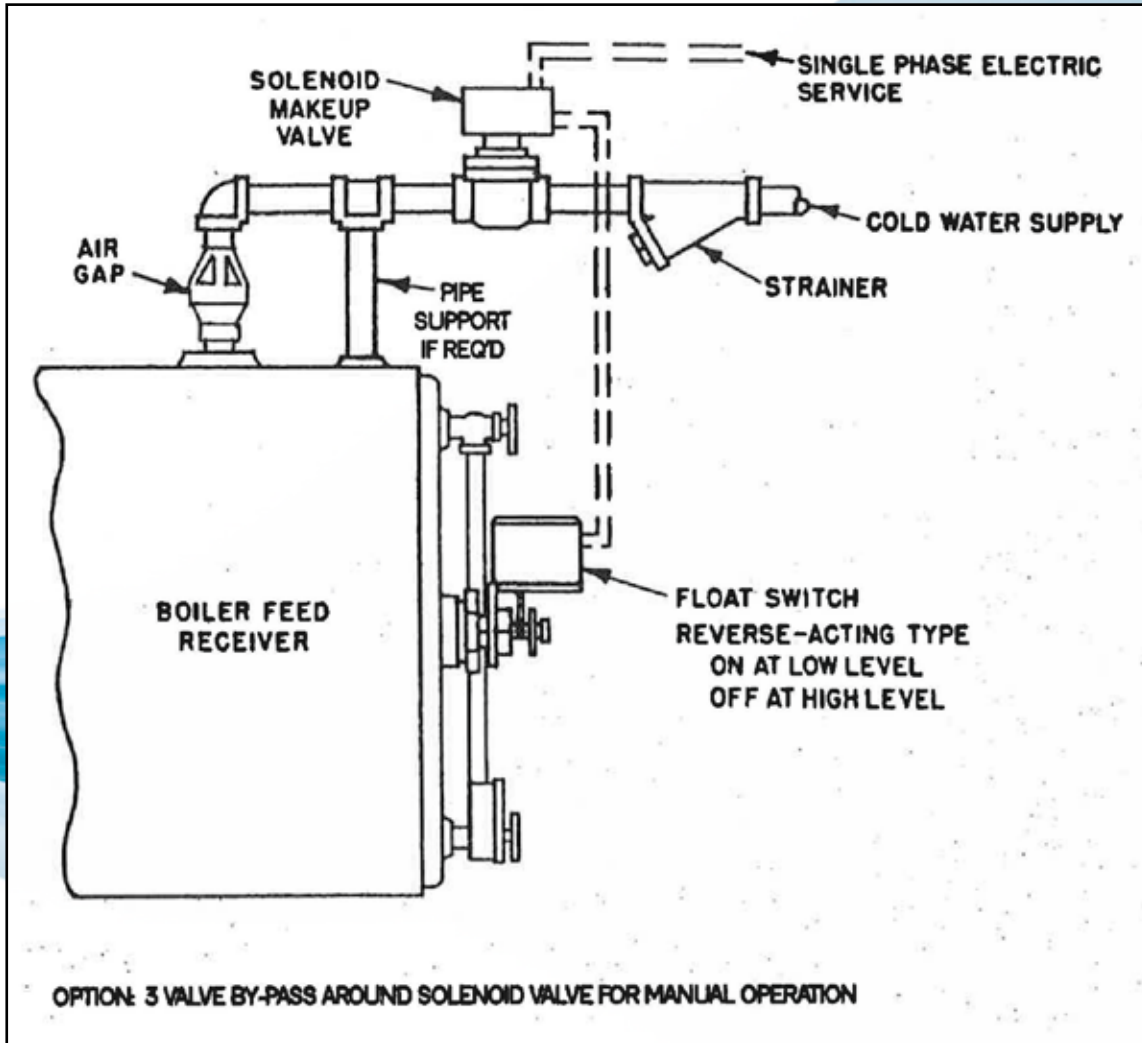 SINGLE PHASE ELECTRIC
SERVICE
SOLENOID
MAKEUP
VALVE
COLD WATER SUPPLY
AIR
GAP
STRAINER
PIPE
SUPPORT
IF REQ'D
BOILER FEED
RECEIVER
FLOAT SWITCH
REVERSE-ACTING TYPE
ON AT LOW LEVEL
OFF AT HIGH LEVEL
OPTION: 3 VALVE BY-PASS AROUND SOLENOID VALVE FOR MANUAL OPERATION